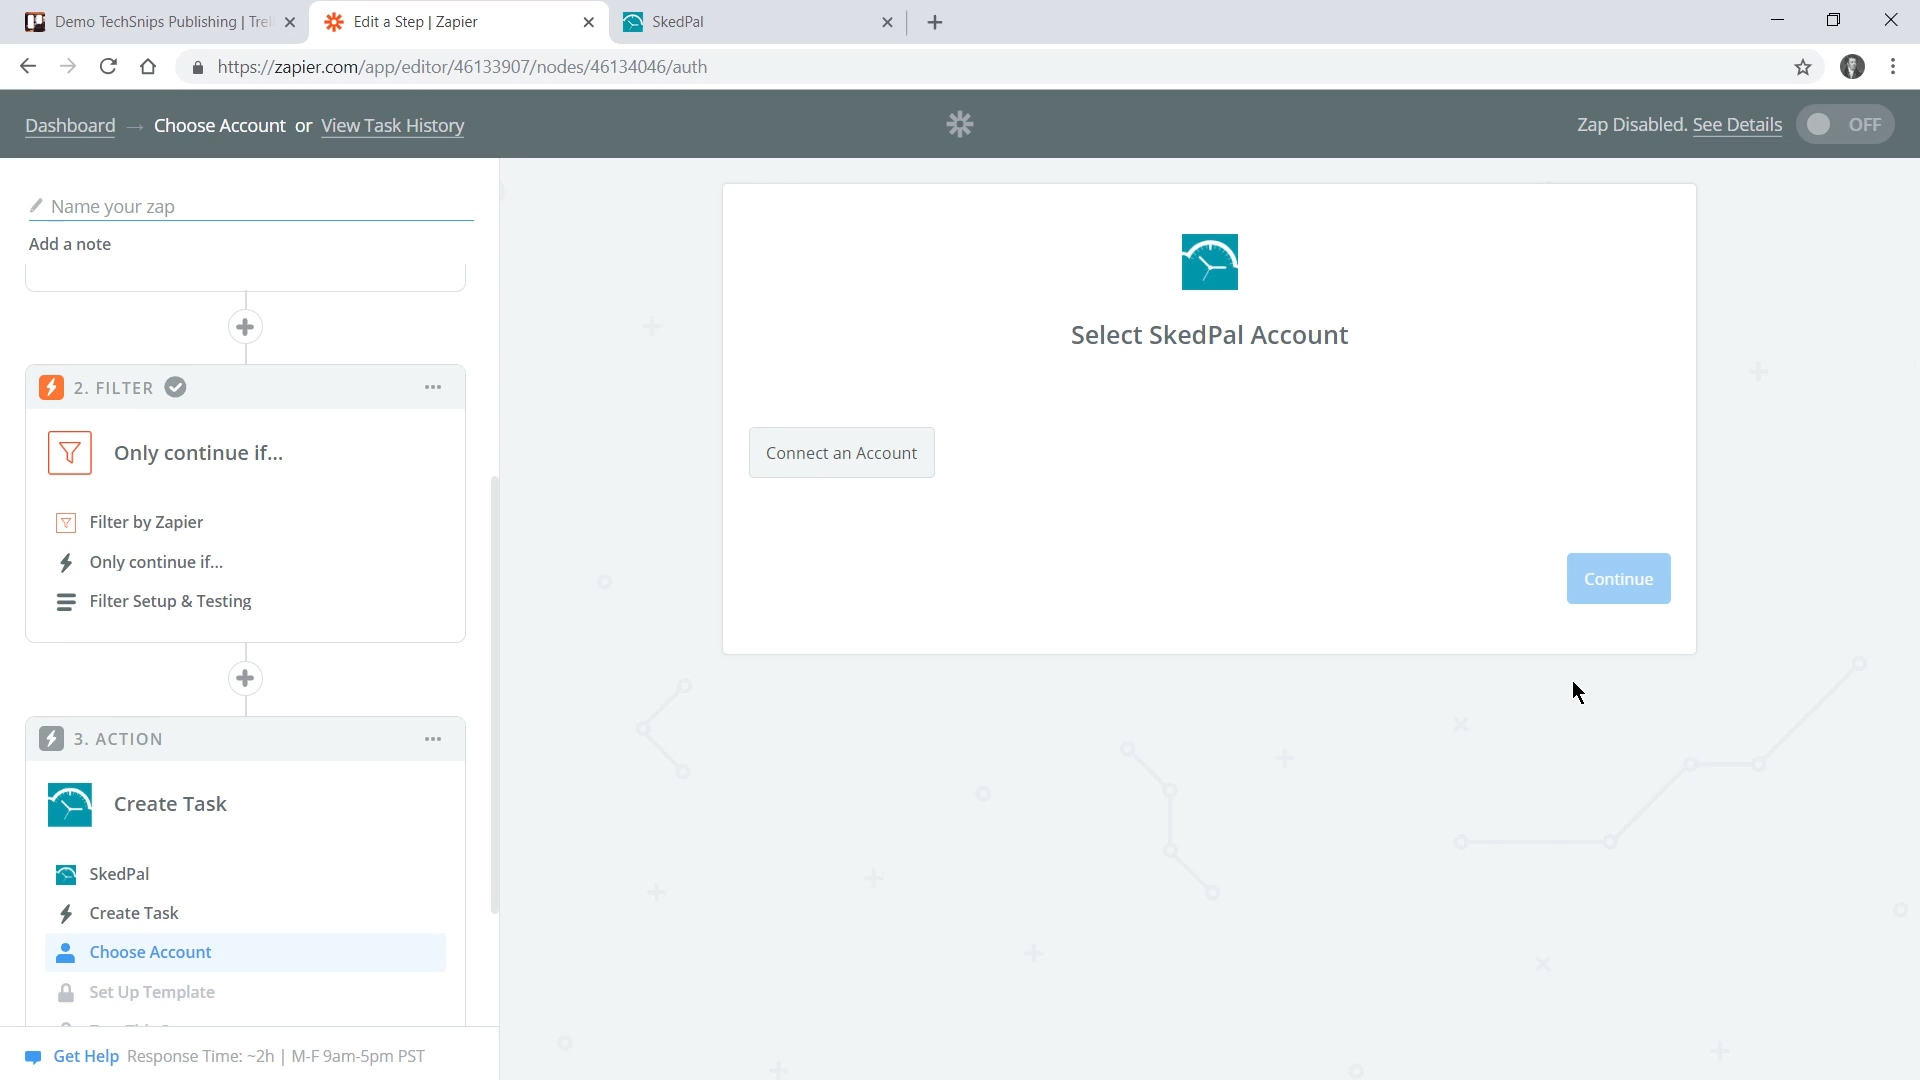 Demo TechSnips Publishing | Trel
Edit a Step | Zapier
SkedPal
https://zapier.com/app/editor/46133907/nodes/46134046/auth
Dashboard → Choose Account or View Task History
Zap Disabled. See Details
OFF
Name your zap
Add a note
2. FILTER
Only continue if...
Filter by Zapier
Only continue if...
Filter Setup & Testing
3. ACTION
Create Task
SkedPal
Create Task
Choose Account
Set Up Template
Get Help Response Time: ~2h | M-F 9am-5pm PST
Select SkedPal Account
Connect an Account
Continue